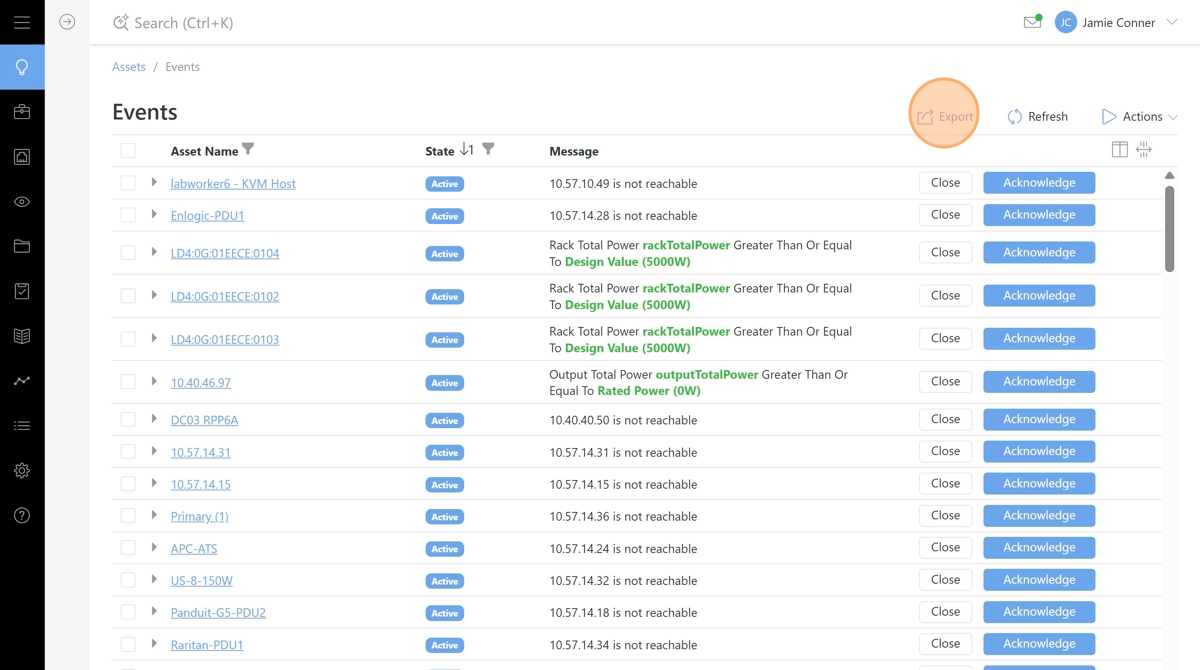 Search (Ctrl+K)
JC Jamie Conner
Assets / Events
Events
Export Refresh Actions
Asset Name State 1 Message
labworker6 - KVM Host Active 10.57.10.49 is not reachable Close Acknowledge
Enlogic-PDU1 Active 10.57.14.28 is not reachable Close Acknowledge
LD4:0G:01EECE:0104 Active Rack Total Power rackTotalPower Greater Than Or Equal
To Design Value (5000W) Close Acknowledge
LD4:0G:01EECE:0102 Active Rack Total Power rackTotalPower Greater Than Or Equal
To Design Value (5000W) Close Acknowledge
LD4:0G:01EECE:0103 Active Rack Total Power rackTotalPower Greater Than Or Equal
To Design Value (5000W) Close Acknowledge
10.40.46.97 Active Output Total Power outputTotalPower Greater Than Or
Equal To Rated Power (0W) Close Acknowledge
DC03 RPP6A Active 10.40.40.50 is not reachable Close Acknowledge
10.57.14.31 Active 10.57.14.31 is not reachable Close Acknowledge
10.57.14.15 Active 10.57.14.15 is not reachable Close Acknowledge
Primary (1) Active 10.57.14.36 is not reachable Close Acknowledge
APC-ATS Active 10.57.14.24 is not reachable Close Acknowledge
US-8-150W Active 10.57.14.32 is not reachable Close Acknowledge
Panduit-G5-PDU2 Active 10.57.14.18 is not reachable Close Acknowledge
Raritan-PDU1 Active 10.57.14.34 is not reachable Close Acknowledge